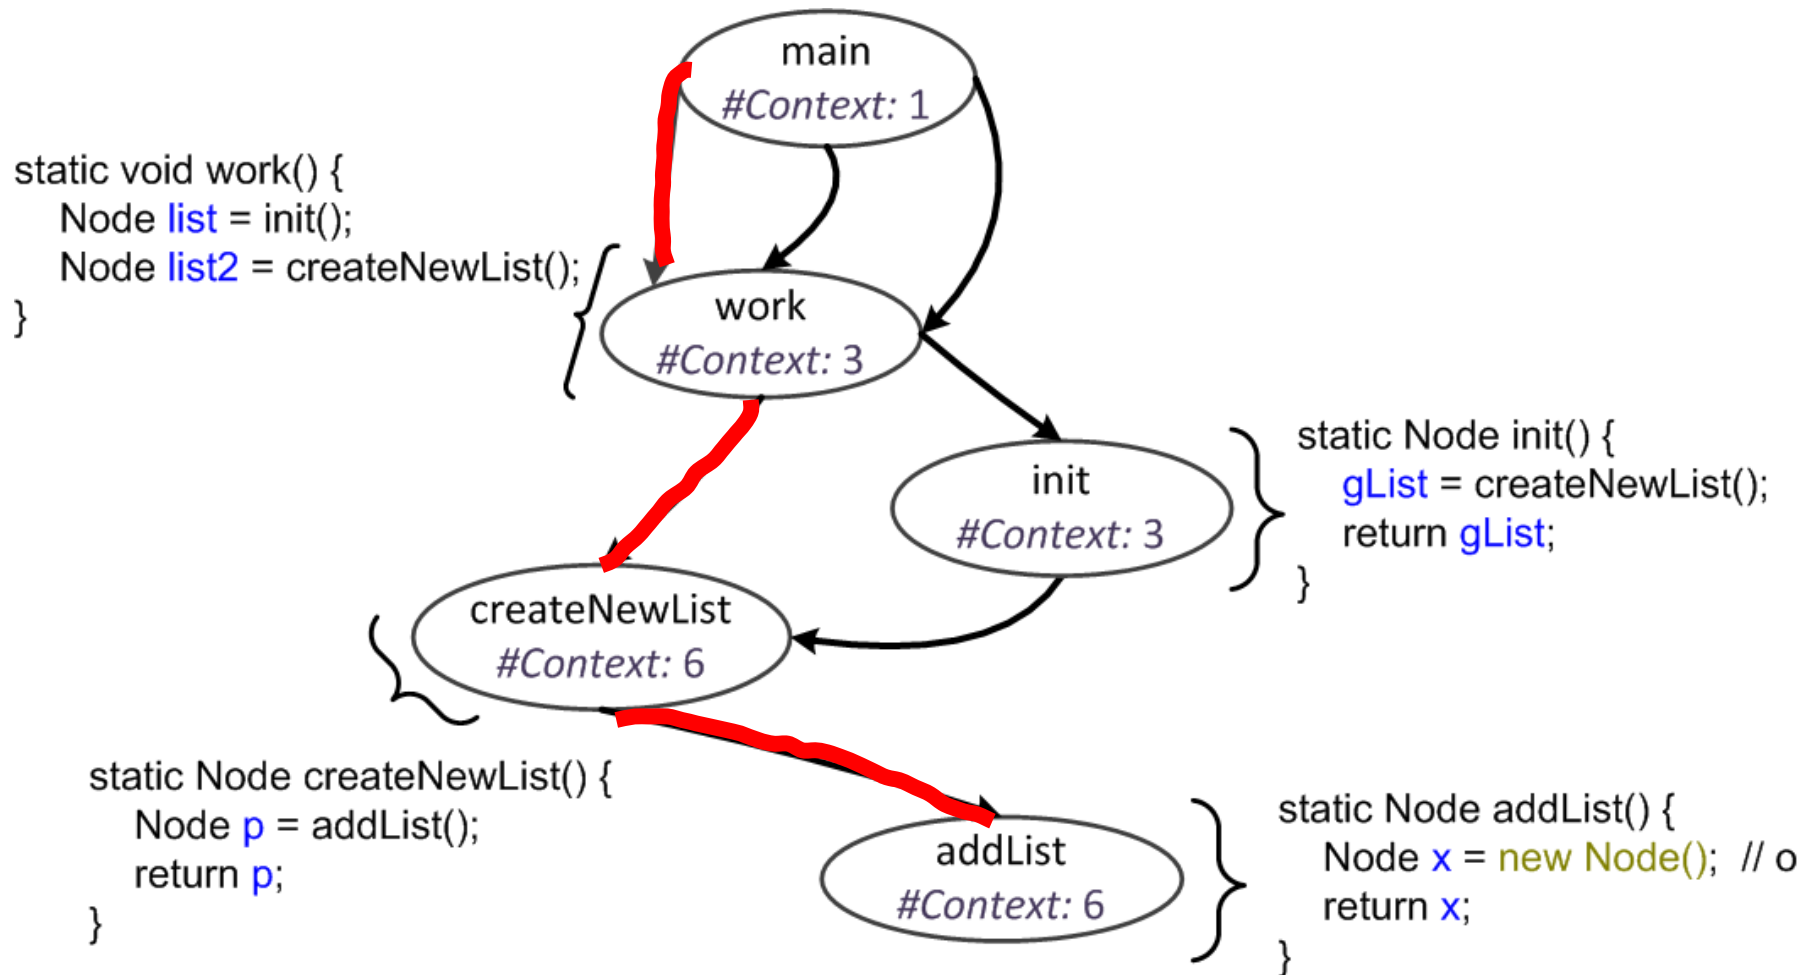 main
#Context: 1
static void work() {
Node list = init();
Node list2 = createNewList();
}
work
#Context: 3
static Node init() {
gList = createNewList();
return gList;
}
init
#Context: 3
createNewList
#Context: 6
static Node createNewList() {
Node p = addList();
return p;
}
addList
#Context: 6
static Node addList() {
Node x = new Node(); // o
return x;
}